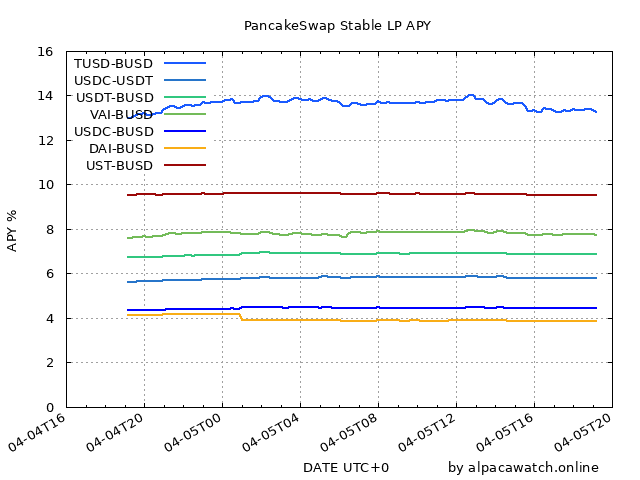 PancakeSwap Stable LP APY
16
14
12
10
8
6
4
2
0
APY %
TUSD-BUSD
USDC-USDT
USDT-BUSD
VAI-BUSD
USDC-BUSD
DAI-BUSD
UST-BUSD
04-04T16
04-04T20
04-05T00
04-05T04
04-05T08
04-05T12
04-05T16
04-05T20
DATE UTC+0
by alpacawatch.online